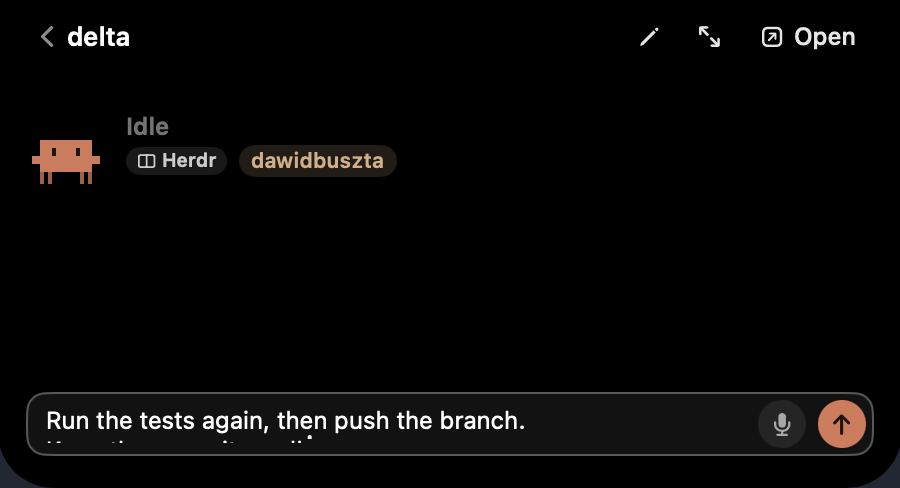 delta
Open
Idle
Herdr
dawidbuszta
Run the tests again, then push the branch.